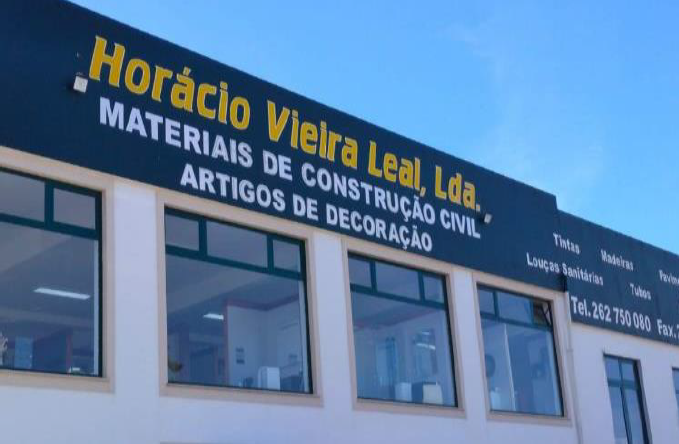 Horácio Vieira Leal, Lda.
MATERIAIS DE CONSTRUÇÃO CIVIL
ARTIGOS DE DECORAÇÃO
Tintas Madeiras
Louças Sanitárias Tubos
Tel. 262 750 080 Fax.